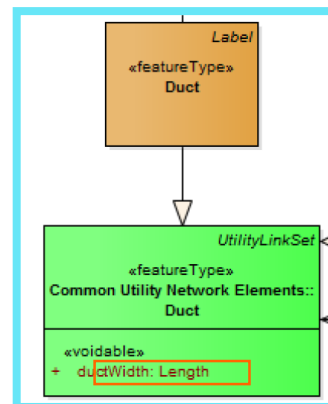 Label
«featureType»
Duct
UtilityLinkSet
«featureType»
Common Utility Network Elements::
Duct
«voidable»
+ ductWidth: Length